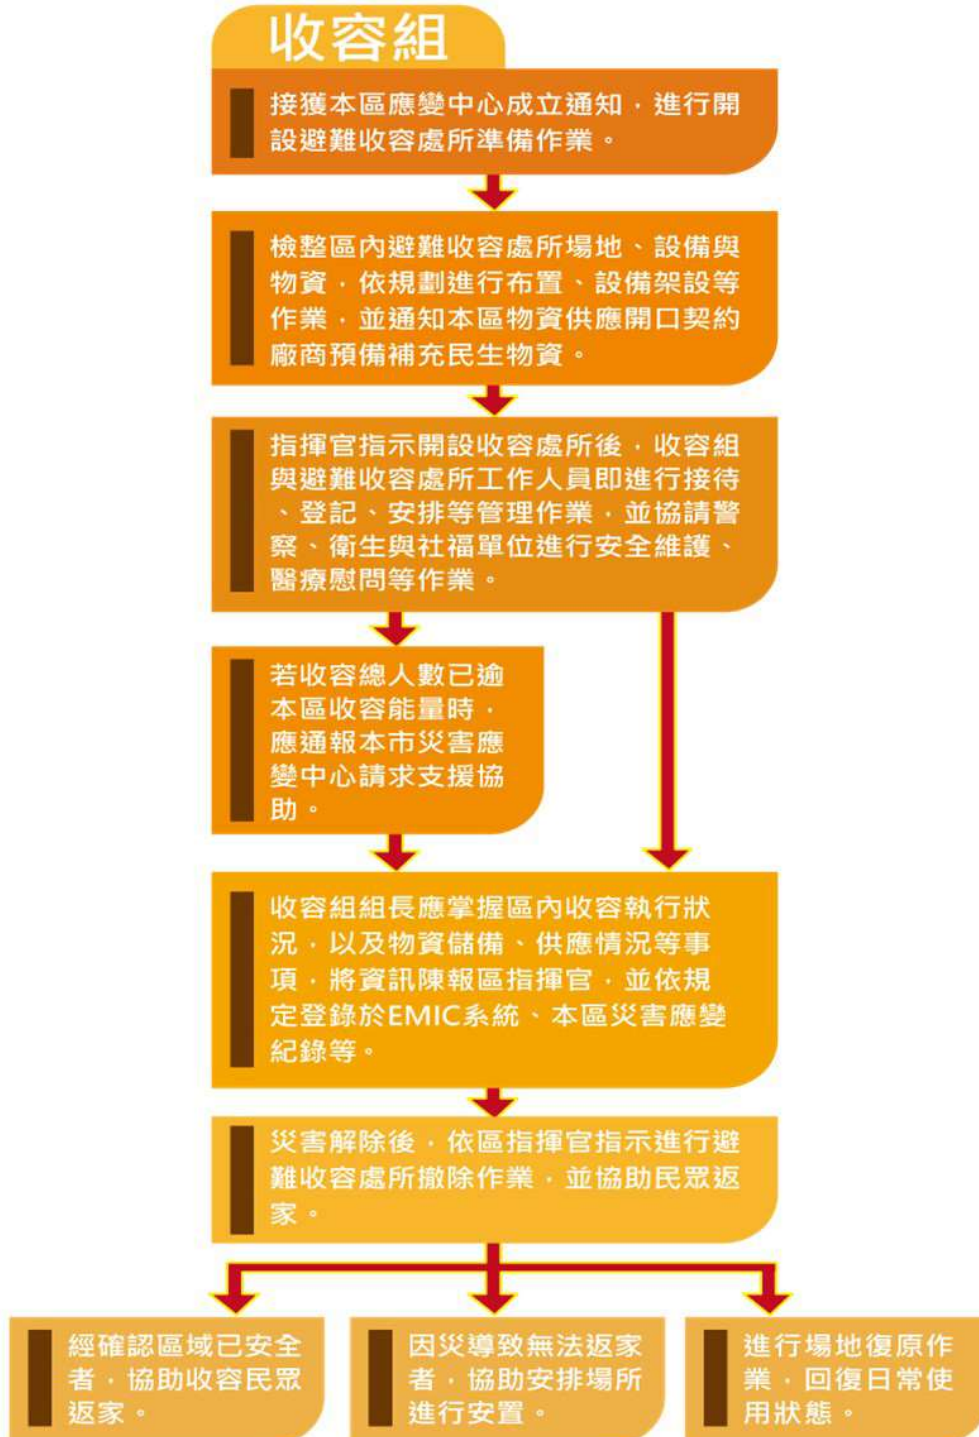 收容組
接獲本區應變中心成立通知，進行開
設避難收容處所準備作業。
檢整區內避難收容處所場地、設備與
物資，依規劃進行布置、設備架設等
作業，並通知本區物資供應開口契約
廠商預備補充民生物資。
指揮官指示開設收容處所後，收容組
與避難收容處所工作人員即進行接待
、登記、安排等管理作業，並協請警
察、衛生與社福單位進行安全維護、
醫療慰問等作業。
若收容總人數已逾
本區收容能量時，
應通報本市災害應
變中心請求支援協
助。
收容組組長應掌握區內收容執行狀
況，以及物資儲備、供應情況等事
項，將資訊陳報區指揮官，並依規
定登錄於EMIC系統、本區災害應變
紀錄等。
災害解除後，依區指揮官指示進行避
難收容處所撤除作業，並協助民眾返
家。
經確認區域已安全
者，協助收容民眾
返家。
因災導致無法返家
者，協助安排場所
進行安置。
進行場地復原作
業，回復日常使
用狀態。